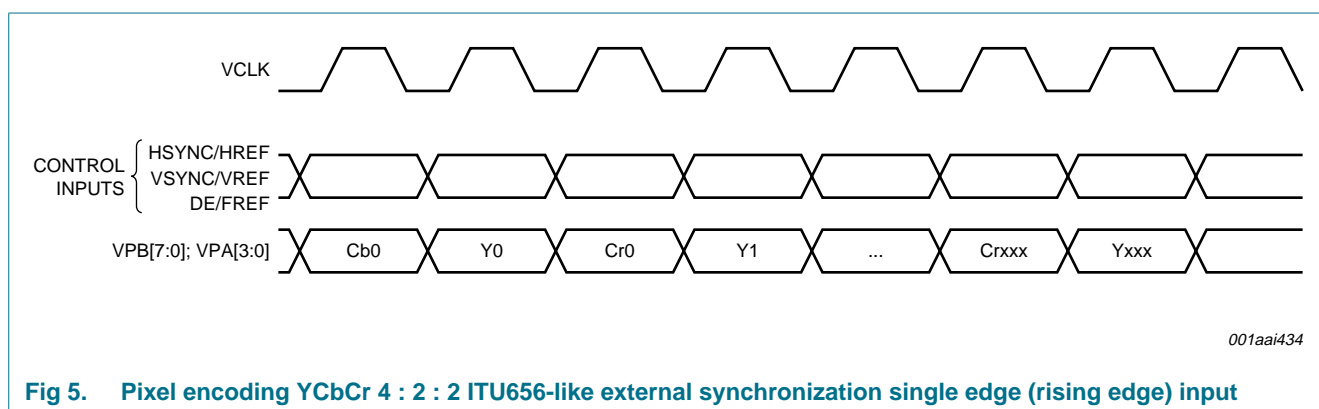 VCLK
CONTROL
INPUTS
HSYNC/HREF
VSYNC/VREF
DE/FREF
VPB[7:0]; VPA[3:0]
Cb0 Y0 Cr0 Y1 ... Crxxx Yxxx
001aai434
Fig 5. Pixel encoding YCbCr 4 : 2 : 2 ITU656-like external synchronization single edge (rising edge) input